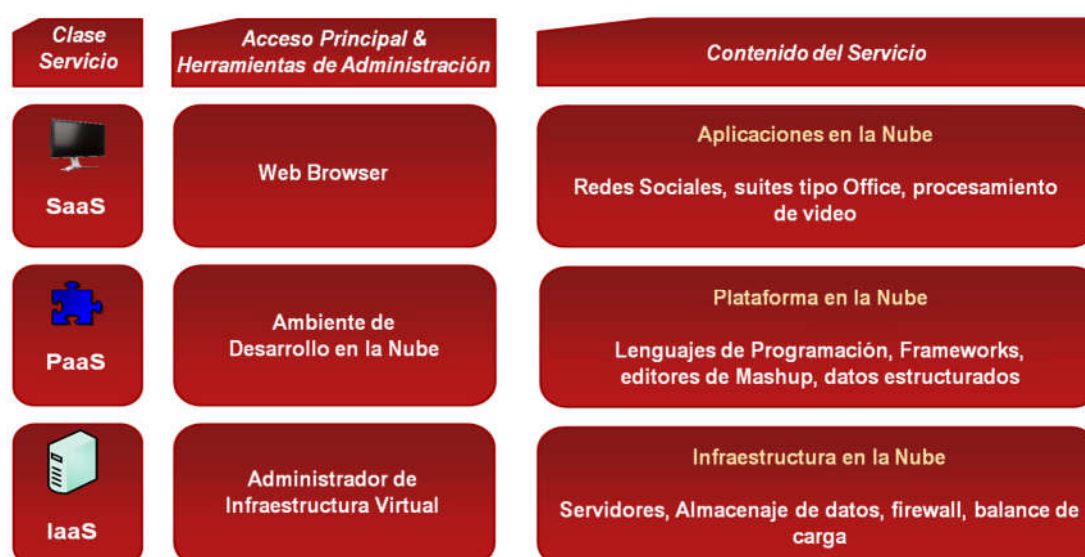 Clase
Servicio
Acceso Principal &
Herramientas de Administración
Contenido del Servicio
SaaS
Web Browser
Aplicaciones en la Nube
Redes Sociales, suites tipo Office, procesamiento
de video
PaaS
Ambiente de
Desarrollo en la Nube
Plataforma en la Nube
Lenguajes de Programación, Frameworks,
editores de Mashup, datos estructurados
IaaS
Administrador de
Infraestructura Virtual
Infraestructura en la Nube
Servidores, Almacenaje de datos, firewall, balance de
carga